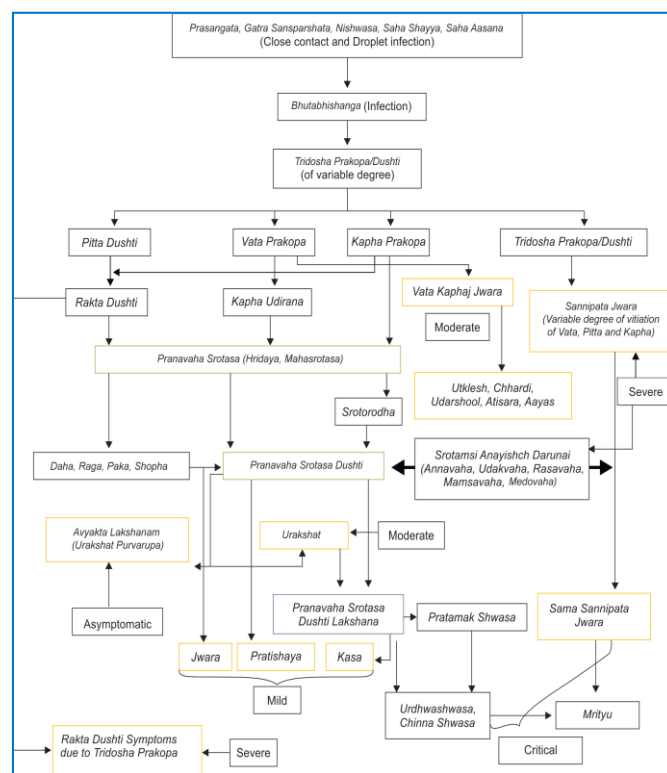 Prasangata, Gatra Sansparshata, Nishwasa, Saha Shayya, Saha Aasana
(Close contact and Droplet infection)
Bhutabhishanga (Infection)
Tridosha Prakopa/Dushti
(of variable degree)
Pitta Dushti
Vata Prakopa
Kapha Prakopa
Tridosha Prakopa/Dushti
Rakta Dushti
Kapha Udirana
Vata Kaphaj Jwara
Sannipata Jwara
(Variable degree of vitiation
of Vata, Pitta and Kapha)
Moderate
Pranavaha Srotasa (Hridaya, Mahasrotasa)
Utklesh, Chhardi,
Udarshool, Atisara, Aayas
Severe
Srotorodha
Daha, Raga, Paka, Shopha
Pranavaha Srotasa Dushti
Srotamsi Anayishch Darunai
(Annavaha, Udakvaha, Rasavaha,
Mamsavaha, Medovaha)
Avyakta Lakshanam
(Urakshat Purvarupa)
Urakshat
Moderate
Asymptomatic
Pranavaha Srotasa
Dushti Lakshana
Pratamak Shwasa
Sama Sannipata
Jwara
Jwara
Pratishaya
Kasa
Mild
Urdhwashwasa,
Chinna Shwasa
Mrityu
Critical
Rakta Dushti Symptoms
due to Tridosha Prakopa
Severe